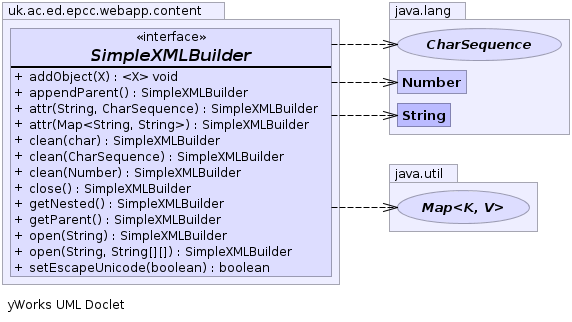 uk.ac.ed.epcc.webapp.content
«interface»
SimpleXMLBuilder
+ addObject(X) : <X> void
+ appendParent() : SimpleXMLBuilder
+ attr(String, CharSequence) : SimpleXMLBuilder
+ attr(Map<String, String>) : SimpleXMLBuilder
+ clean(char) : SimpleXMLBuilder
+ clean(CharSequence) : SimpleXMLBuilder
+ clean(Number) : SimpleXMLBuilder
+ close() : SimpleXMLBuilder
+ getNested() : SimpleXMLBuilder
+ getParent() : SimpleXMLBuilder
+ open(String) : SimpleXMLBuilder
+ open(String, String[][]) : SimpleXMLBuilder
+ setEscapeUnicode(boolean) : boolean
java.lang
CharSequence
Number
String
java.util
Map<K, V>
yWorks UML Doclet